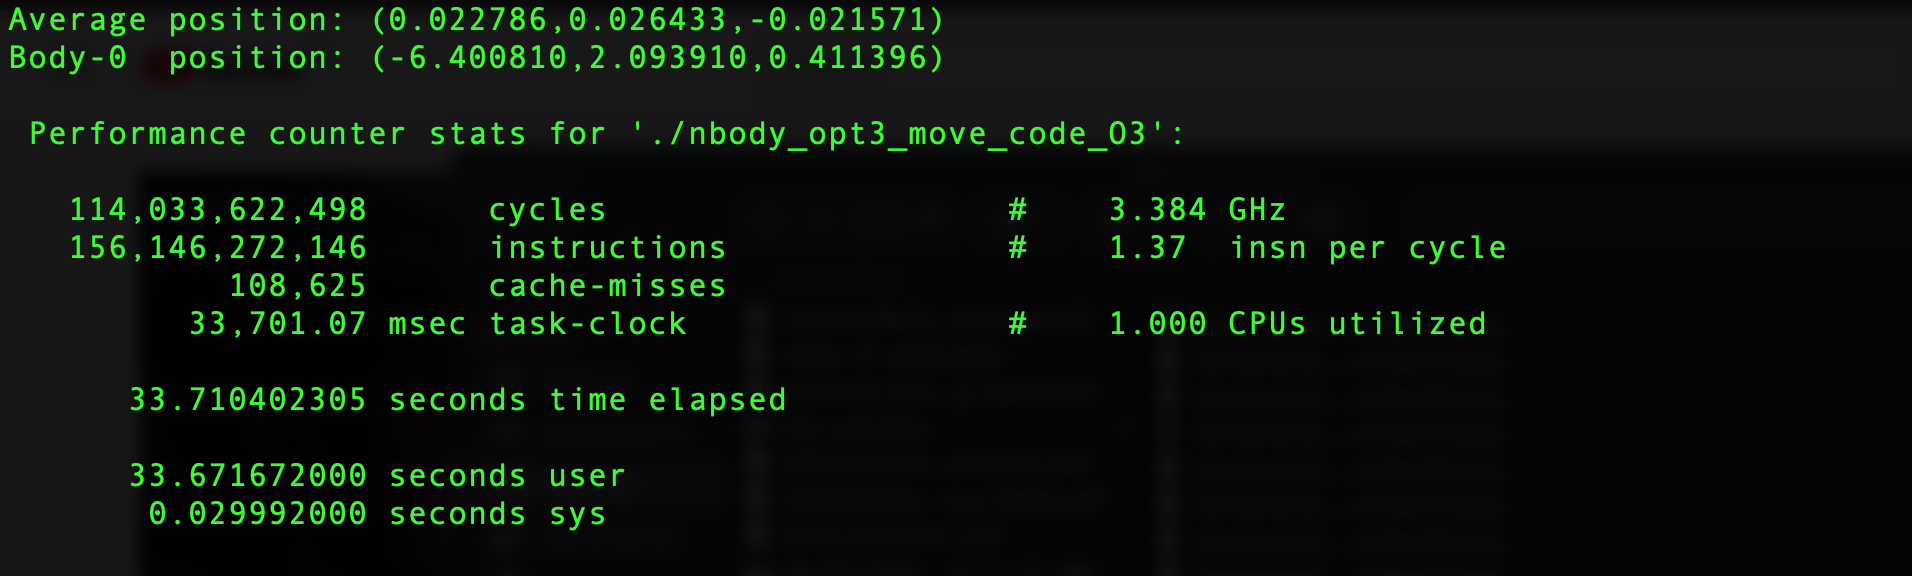 Average position: (0.022786,0.026433,-0.021571)
Body-0  position: (-6.400810,2.093910,0.411396)
Performance counter stats for './nbody_opt3_move_code_O3':
114,033,622,498      cycles                    #    3.384 GHz
156,146,272,146      instructions              #    1.37  insn per cycle
108,625      cache-misses
33,701.07 msec task-clock                #    1.000 CPUs utilized
33.710402305 seconds time elapsed
33.671672000 seconds user
0.029992000 seconds sys